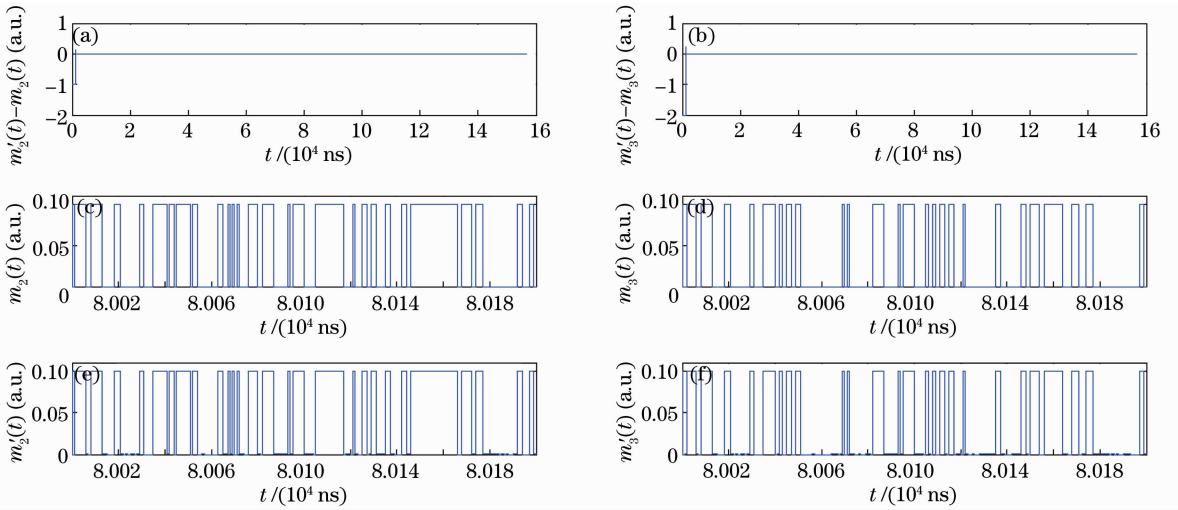 (a)
m′₂(t)−m₂(t) (a.u.)
1
0
−1
−2
0 2 4 6 8 10 12 14 16
t /(10⁴ ns)
(b)
m′₃(t)−m₃(t) (a.u.)
1
0
−1
−2
0 2 4 6 8 10 12 14 16
t /(10⁴ ns)
(c)
m₂(t) (a.u.)
0.10
0.05
0
8.002 8.006 8.010 8.014 8.018
t /(10⁴ ns)
(d)
m₃(t) (a.u.)
0.10
0.05
0
8.002 8.006 8.010 8.014 8.018
t /(10⁴ ns)
(e)
m′₂(t) (a.u.)
0.10
0.05
0
8.002 8.006 8.010 8.014 8.018
t /(10⁴ ns)
(f)
m′₃(t) (a.u.)
0.10
0.05
0
8.002 8.006 8.010 8.014 8.018
t /(10⁴ ns)